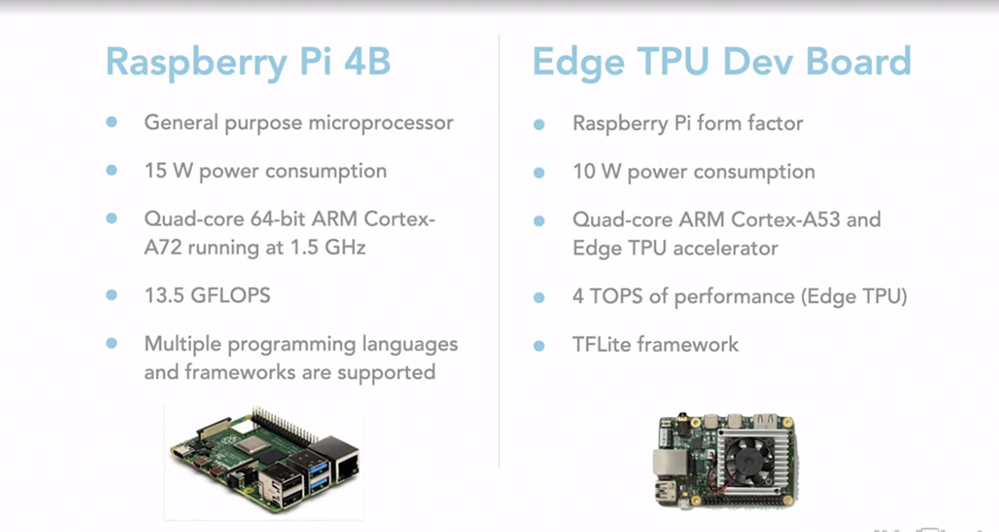 Raspberry Pi 4B
General purpose microprocessor
15 W power consumption
Quad-core 64-bit ARM Cortex-
A72 running at 1.5 GHz
13.5 GFLOPS
Multiple programming languages
and frameworks are supported
Edge TPU Dev Board
Raspberry Pi form factor
10 W power consumption
Quad-core ARM Cortex-A53 and
Edge TPU accelerator
4 TOPS of performance (Edge TPU)
TFLite framework